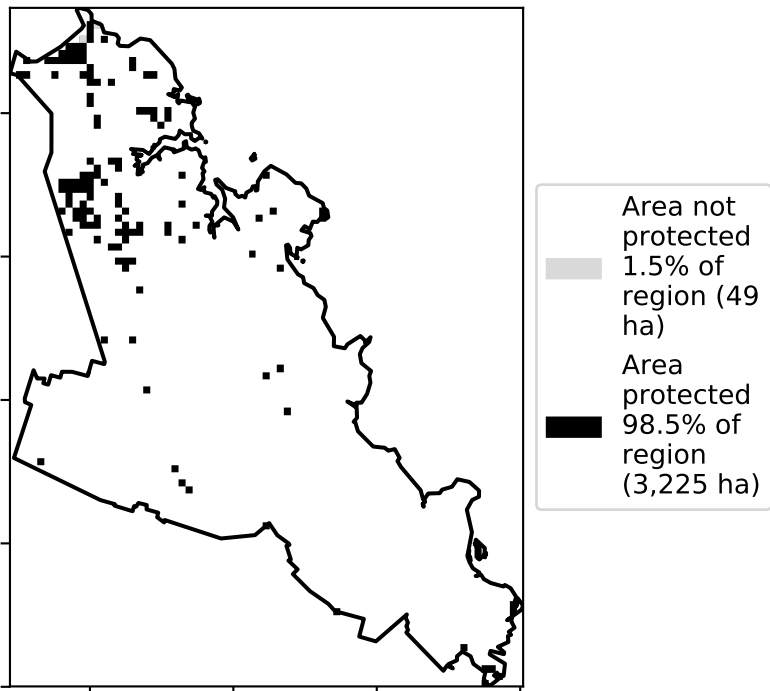 Area not
protected
1.5% of
region (49
ha)
Area
protected
98.5% of
region
(3,225 ha)